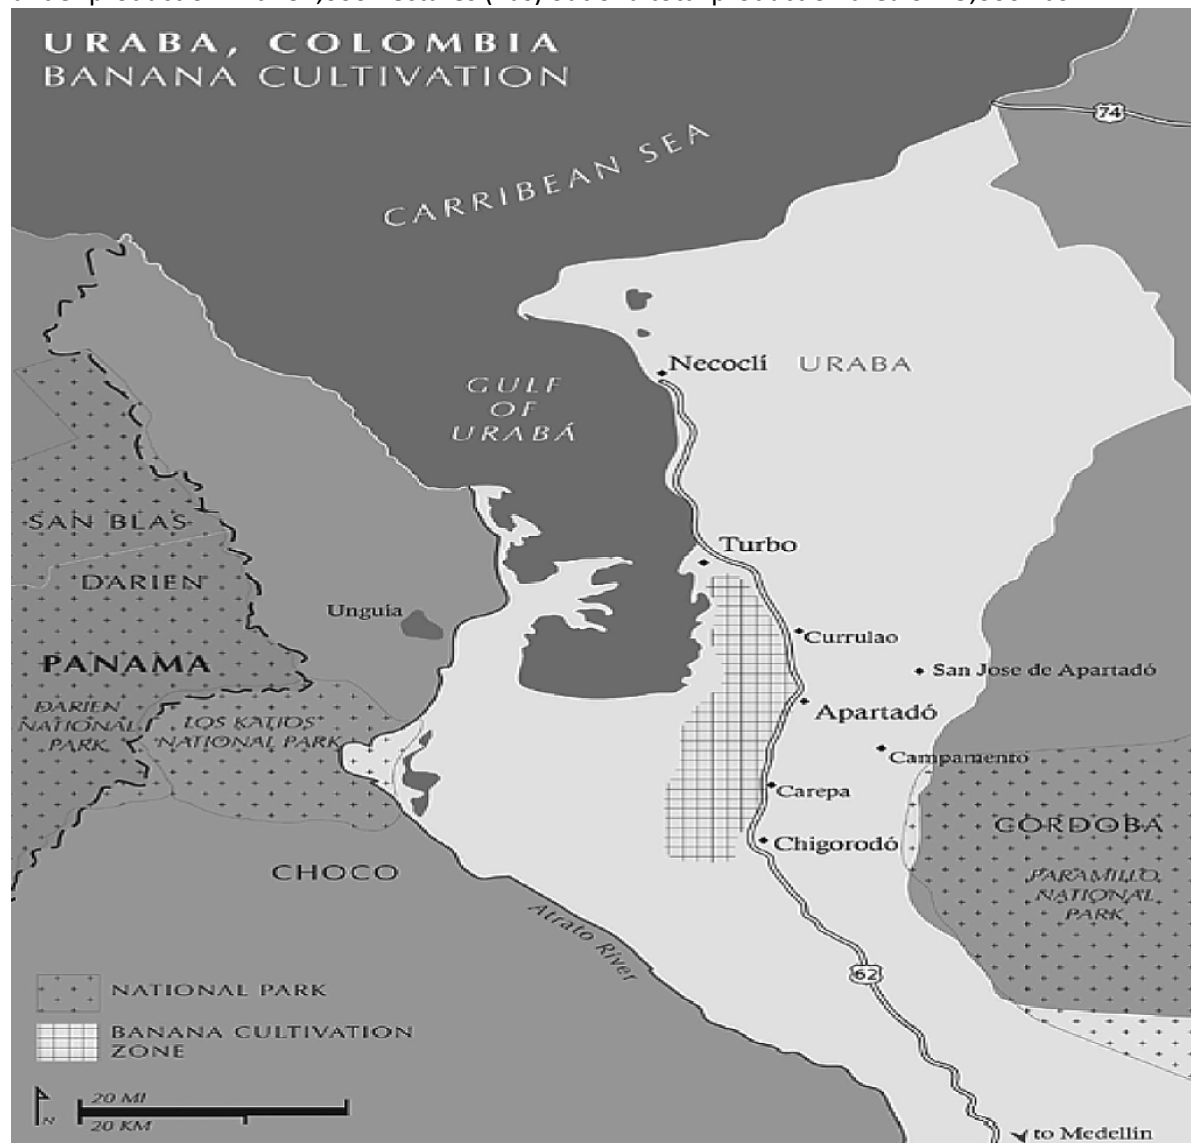 URABA, COLOMBIA
BANANA CULTIVATION
74
CARRIBEAN SEA
Necoclí
URABA
GULF
OF
URABÁ
SAN BLAS
Turbo
DARIEN
Unguia
Currulao
PANAMA
San Jose de Apartadó
DARIEN
NATIONAL
PARK
LOS KATIOS
NATIONAL PARK
Apartadó
Campamento
Carepa
CORDOBA
Chigorodó
CHOCO
PARAMILLO
NATIONAL
PARK
Atrato River
62
NATIONAL PARK
BANANA CULTIVATION
ZONE
N
20 MI
20 KM
to Medellin